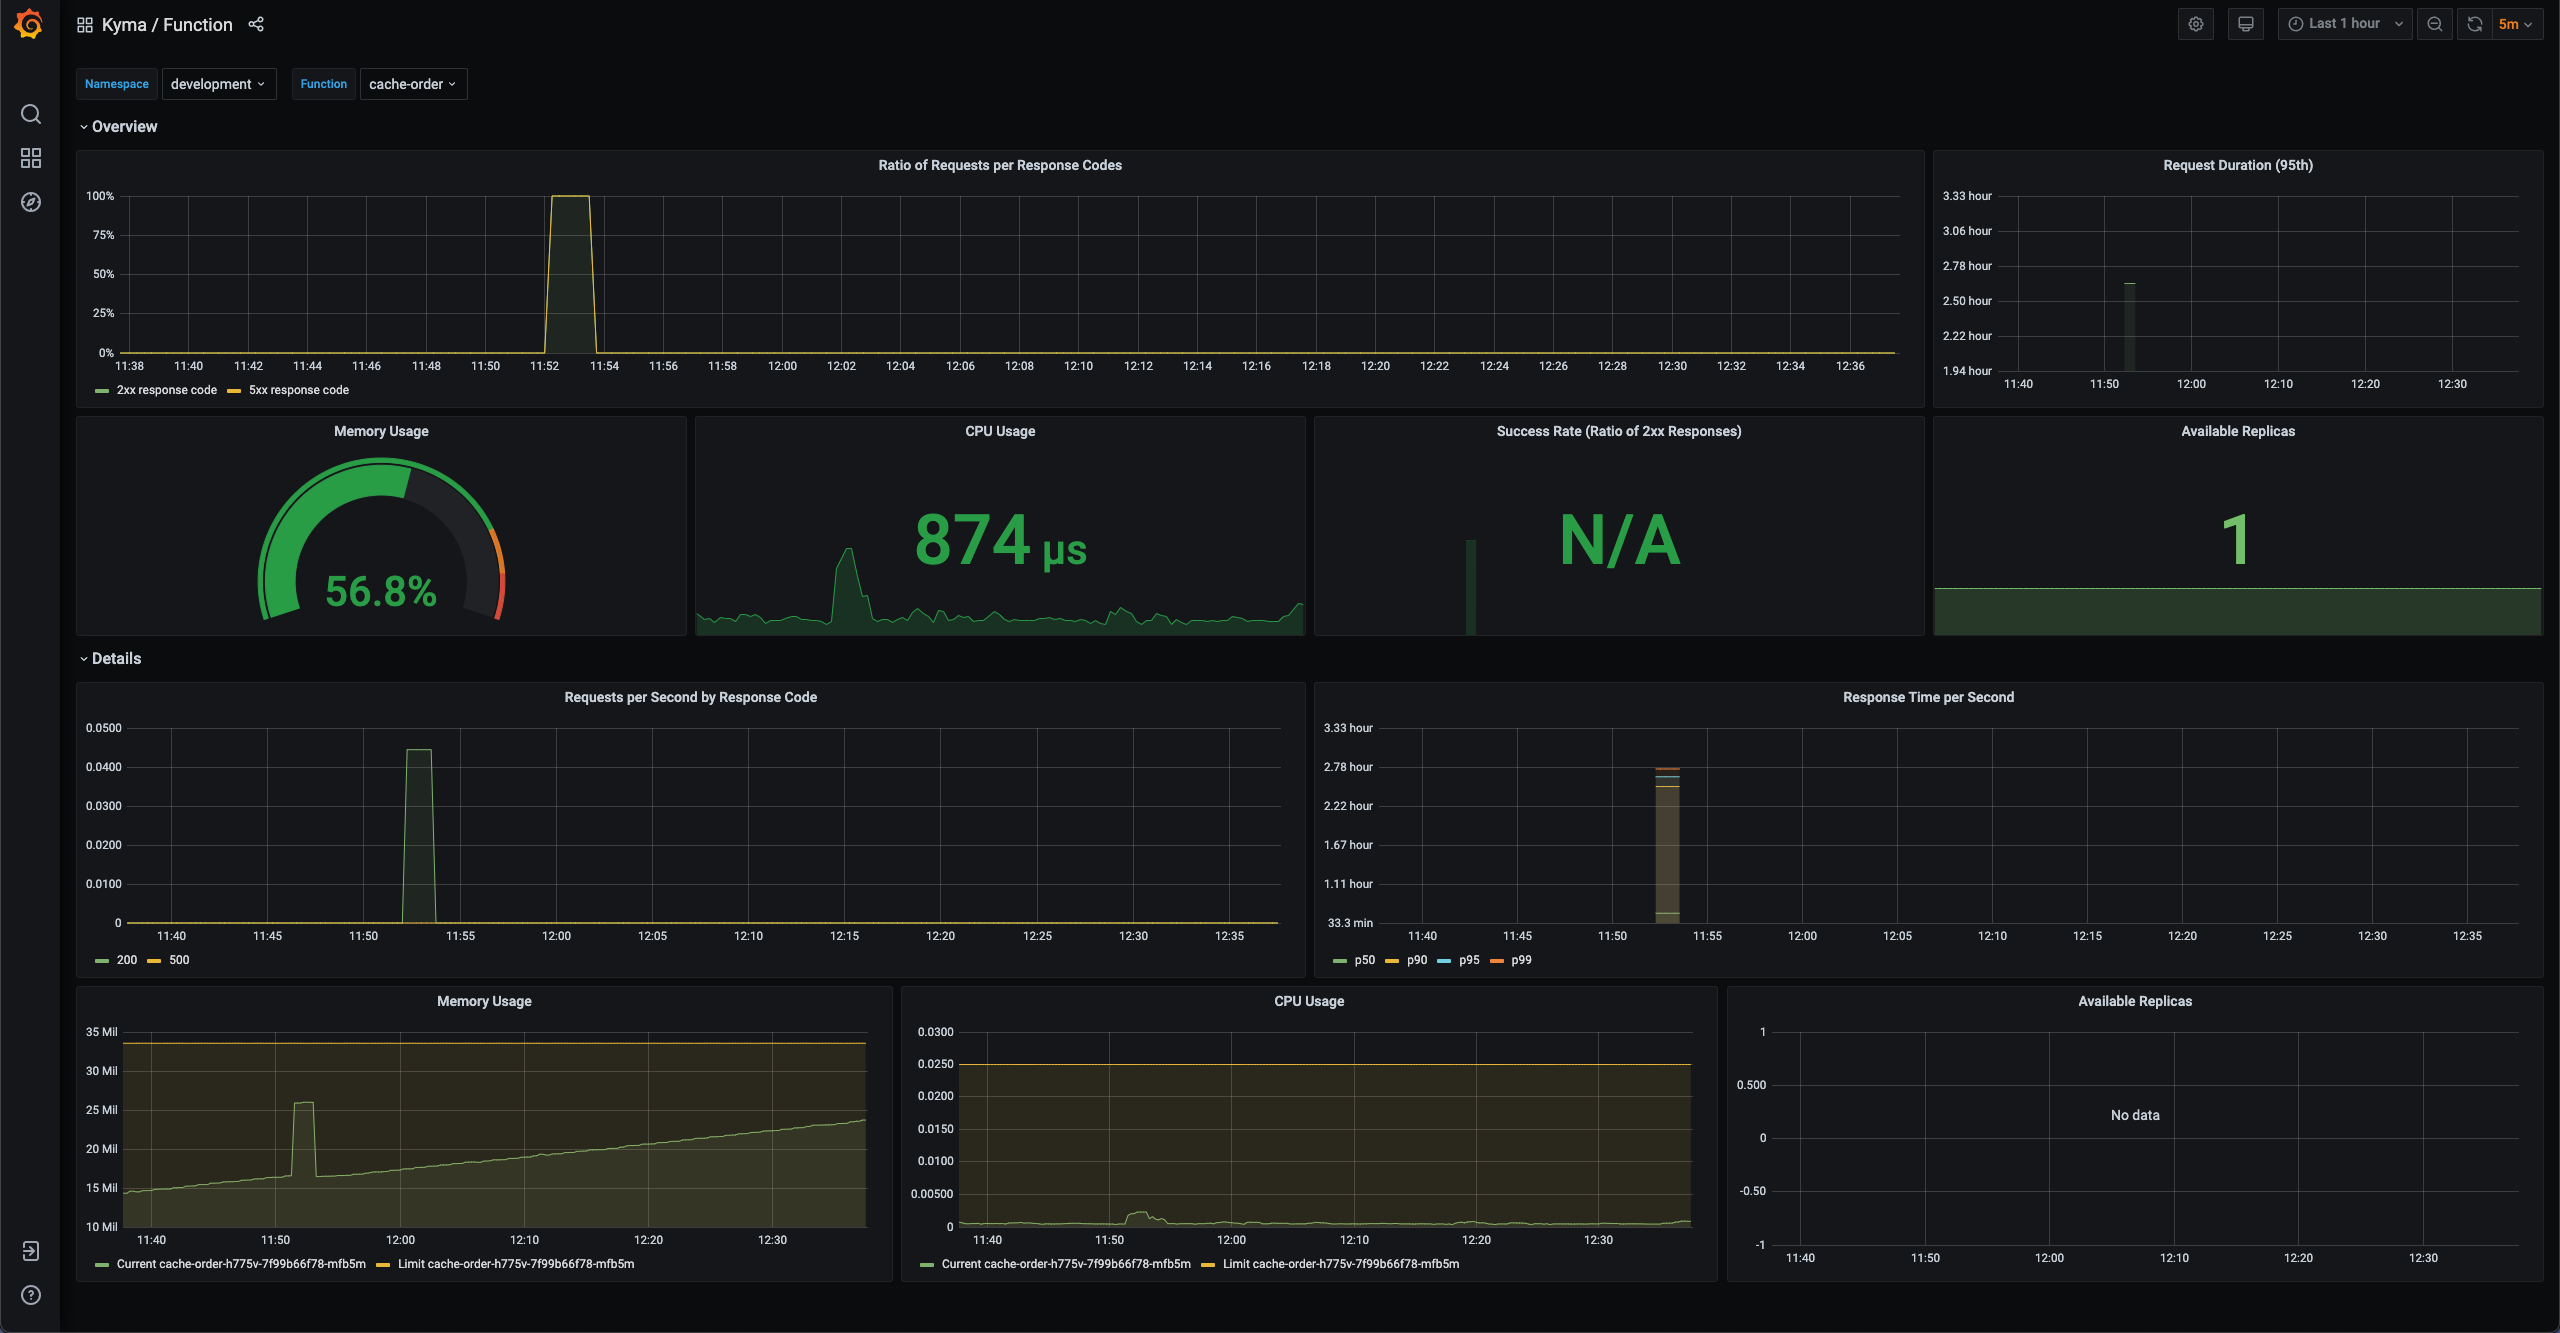 Kyma / Function
Last 1 hour
5m
Namespace development Function cache-order
Overview
Ratio of Requests per Response Codes
100%
75%
50%
25%
0%
11:38 11:40 11:42 11:44 11:46 11:48 11:50 11:52 11:54 11:56 11:58 12:00 12:02 12:04 12:06 12:08 12:10 12:12 12:14 12:16 12:18 12:20 12:22 12:24 12:26 12:28 12:30 12:32 12:34 12:36
2xx response code 5xx response code
Request Duration (95th)
3.33 hour
3.06 hour
2.78 hour
2.50 hour
2.22 hour
1.94 hour
11:40 11:50 12:00 12:10 12:20 12:30
Memory Usage
56.8%
CPU Usage
874 µs
Success Rate (Ratio of 2xx Responses)
N/A
Available Replicas
1
Details
Requests per Second by Response Code
0.0500
0.0400
0.0300
0.0200
0.0100
0
11:40 11:45 11:50 11:55 12:00 12:05 12:10 12:15 12:20 12:25 12:30 12:35
200 500
Response Time per Second
3.33 hour
2.78 hour
2.22 hour
1.67 hour
1.11 hour
33.3 min
11:40 11:45 11:50 11:55 12:00 12:05 12:10 12:15 12:20 12:25 12:30 12:35
p50 p90 p95 p99
Memory Usage
35 Mil
30 Mil
25 Mil
20 Mil
15 Mil
10 Mil
11:40 11:50 12:00 12:10 12:20 12:30
Current cache-order-h775v-7f99b66f78-mfb5m Limit cache-order-h775v-7f99b66f78-mfb5m
CPU Usage
0.0300
0.0250
0.0200
0.0150
0.0100
0.00500
0
11:40 11:50 12:00 12:10 12:20 12:30
Current cache-order-h775v-7f99b66f78-mfb5m Limit cache-order-h775v-7f99b66f78-mfb5m
Available Replicas
1
0.500
No data
0
-0.50
-1
11:40 11:50 12:00 12:10 12:20 12:30